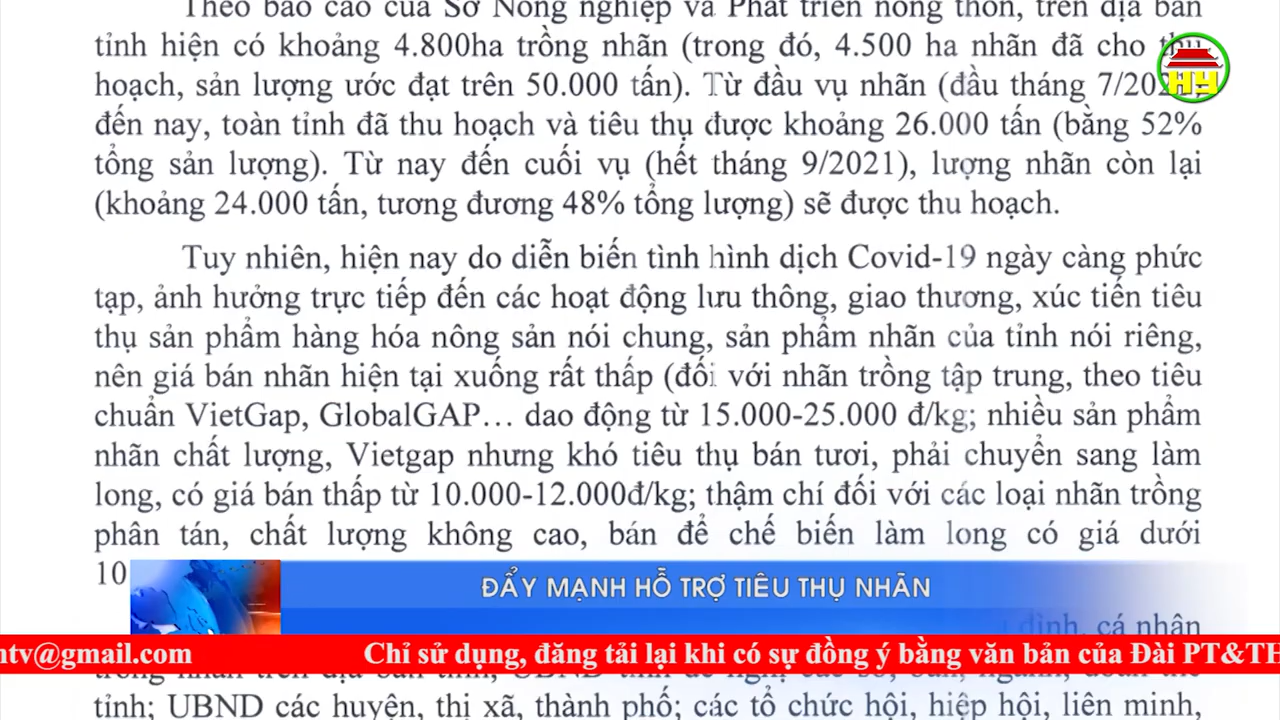 Theo báo cáo của Sở Nông nghiệp và Phát triển nông thôn, trên địa bàn
tỉnh hiện có khoảng 4.800ha trồng nhãn (trong đó, 4.500 ha nhãn đã cho thu
hoạch, sản lượng ước đạt trên 50.000 tấn). Từ đầu vụ nhãn (đầu tháng
HY
đến nay, toàn tỉnh đã thu hoạch và tiêu thụ được khoảng 26.000 tấn (bằng 52%
tổng sản lượng). Từ nay đến cuối vụ (hết tháng 9/2021), lượng nhãn còn lại
(khoảng 24.000 tấn, tương đương 48% tổng lượng) sẽ được thu hoạch.
Tuy nhiên, hiện nay do diễn biến tình hình dịch Covid-19 ngày càng phức
tạp, ảnh hưởng trực tiếp đến các hoạt động lưu thông, giao thương, xúc tiến tiêu
thụ sản phẩm hàng hóa nông sản nói chung, sản phẩm nhãn của tỉnh nói riêng,
nên giá bán nhãn hiện tại xuống rất thấp (đối với nhãn trồng tập trung, theo tiêu
chuẩn VietGap, GlobalGAP… dao động từ 15.000-25.000 đ/kg; nhiều sản phẩm
nhãn chất lượng, Vietgap nhưng khó tiêu thụ bán tươi, phải chuyển sang làm
long, có giá bán thấp từ 10.000-12.000đ/kg; thậm chí đối với các loại nhãn trồng
phân tán, chất lượng không cao, bán để chế biến làm long có giá dưới
10
ĐẨY MẠNH HỖ TRỢ TIÊU THỤ NHÃN
đình, cá nhân
ntv@gmail.com Chỉ sử dụng, đăng tải lại khi có sự đồng ý bằng văn bản của Đài PT&TH
tỉnh; UBND các huyện, thị xã, thành phố; các tổ chức hội, hiệp hội, liên minh,